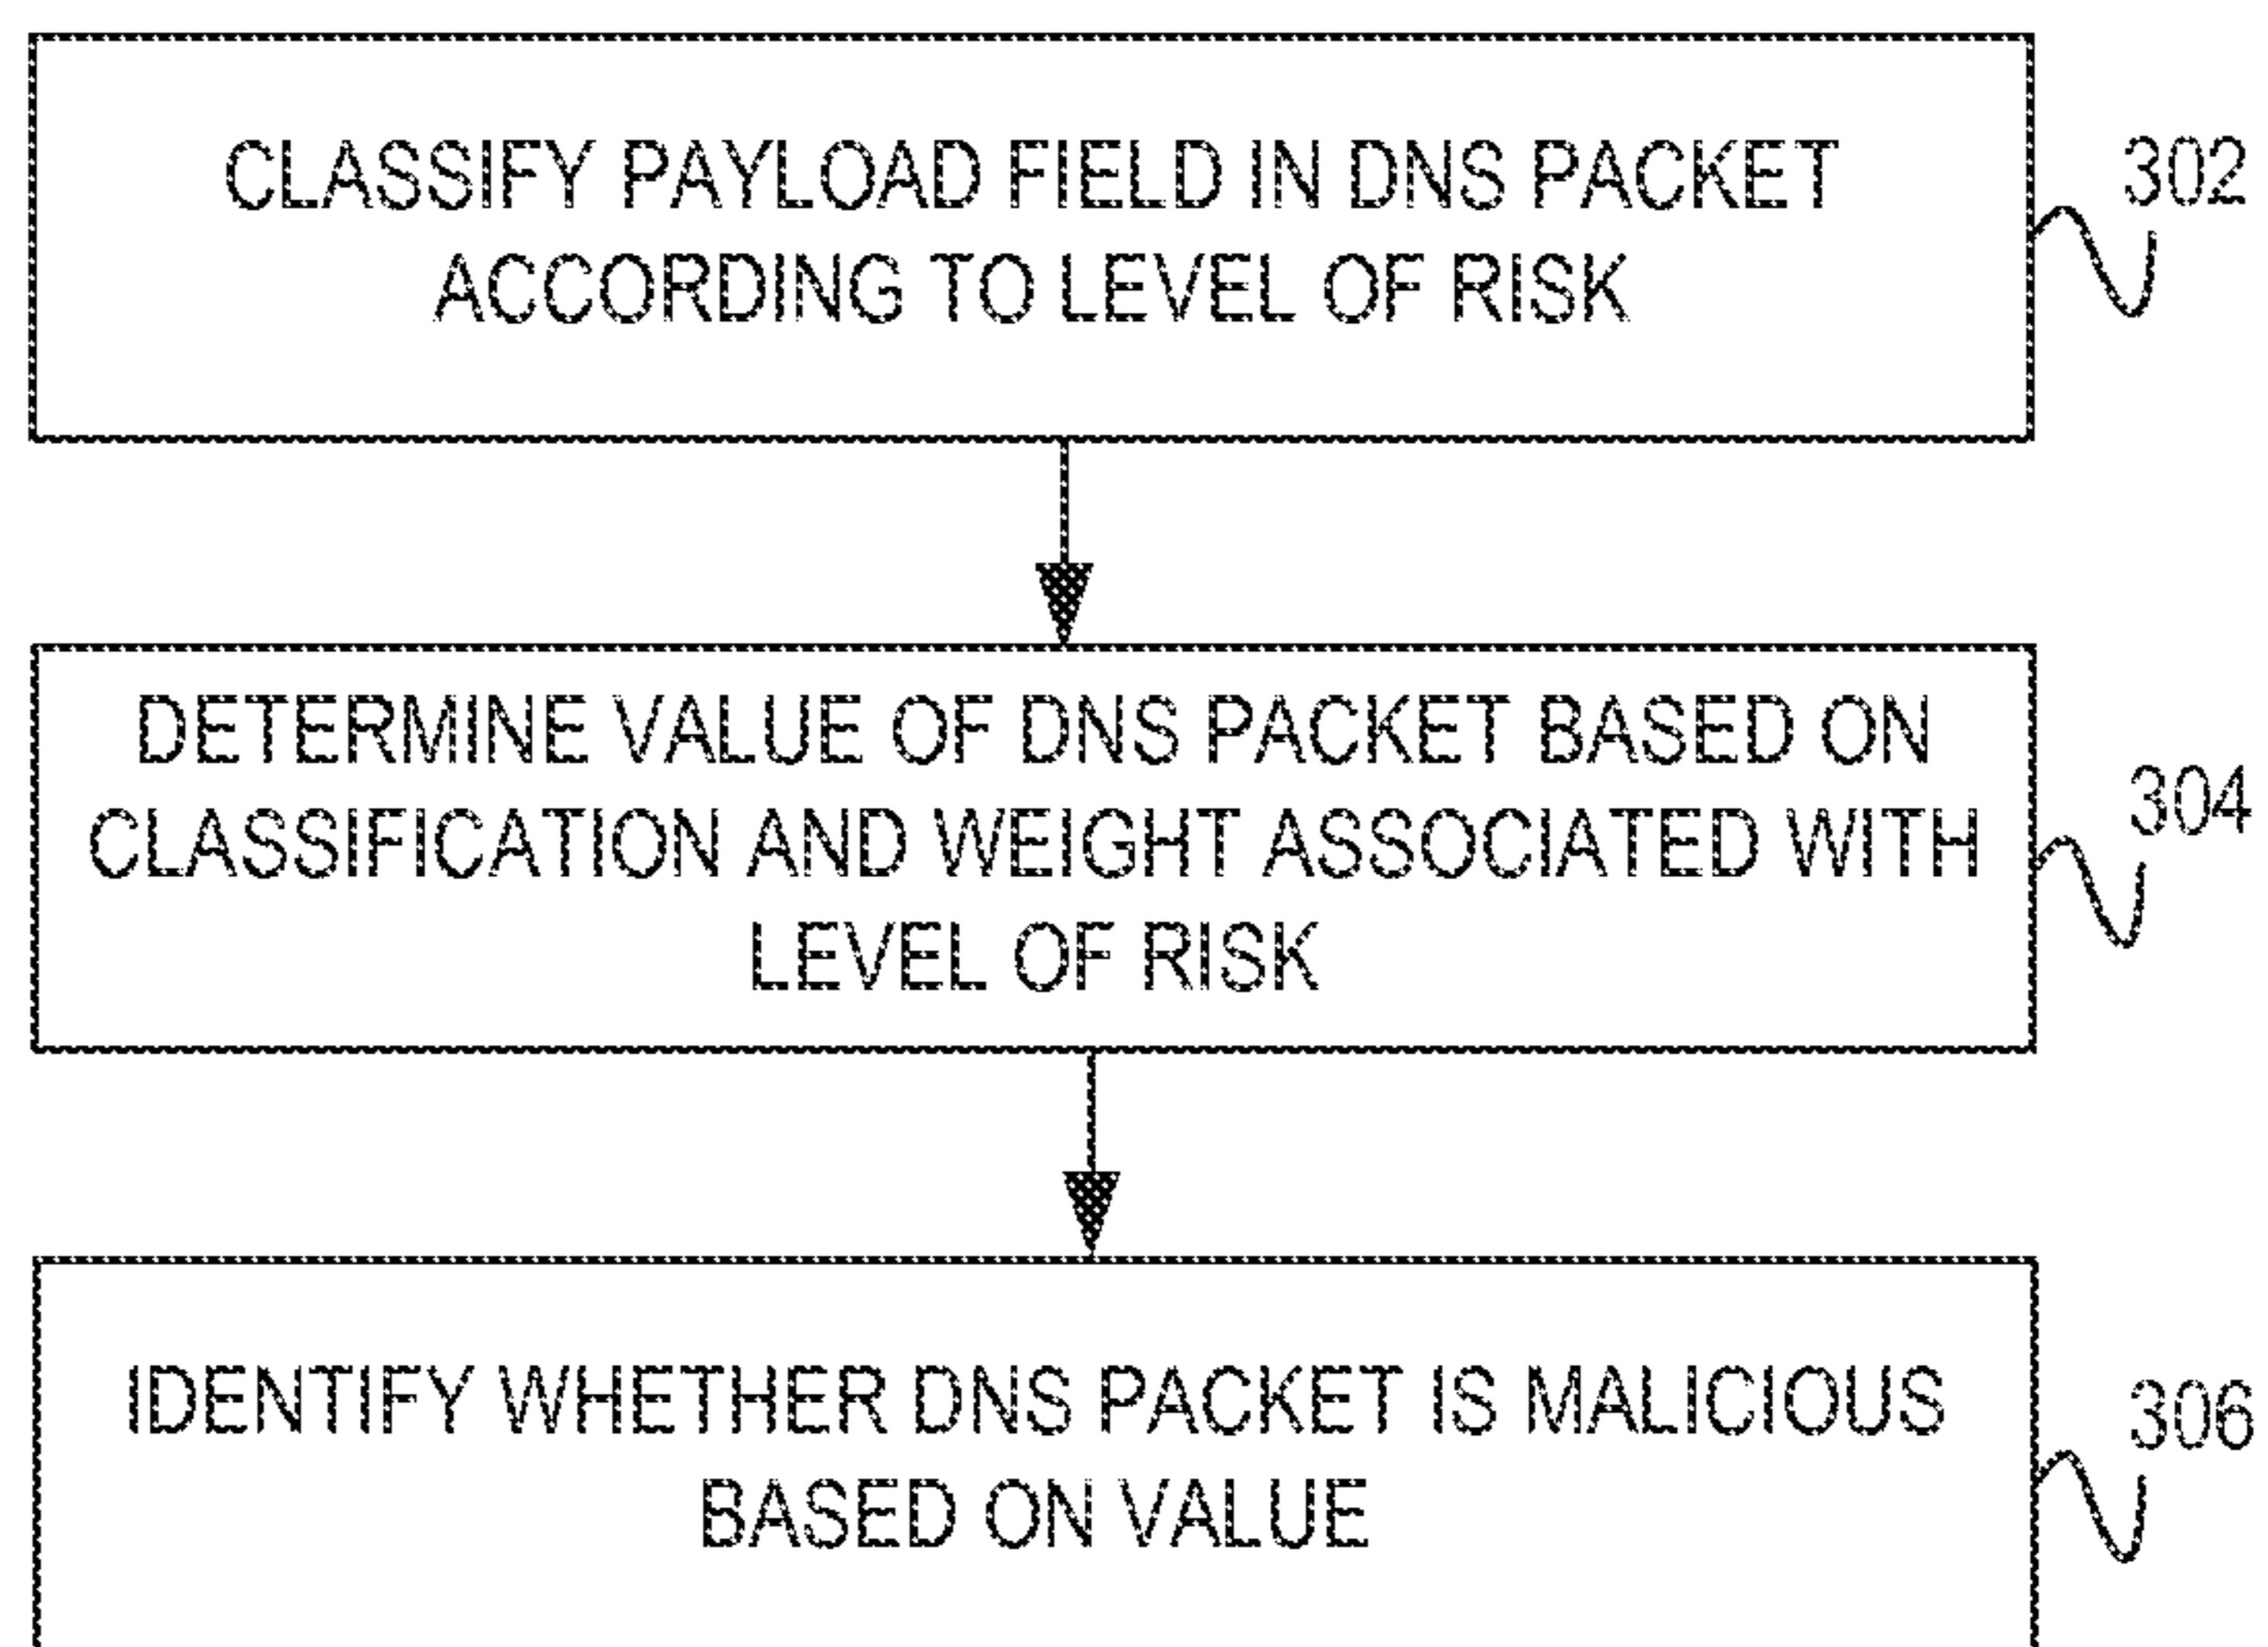 CLASSIFY PAYLOAD FIELD IN DNS PACKET
ACCORDING TO LEVEL OF RISK
302
DETERMINE VALUE OF DNS PACKET BASED ON
CLASSIFICATION AND WEIGHT ASSOCIATED WITH
LEVEL OF RISK
304
IDENTIFY WHETHER DNS PACKET IS MALICIOUS
BASED ON VALUE
306